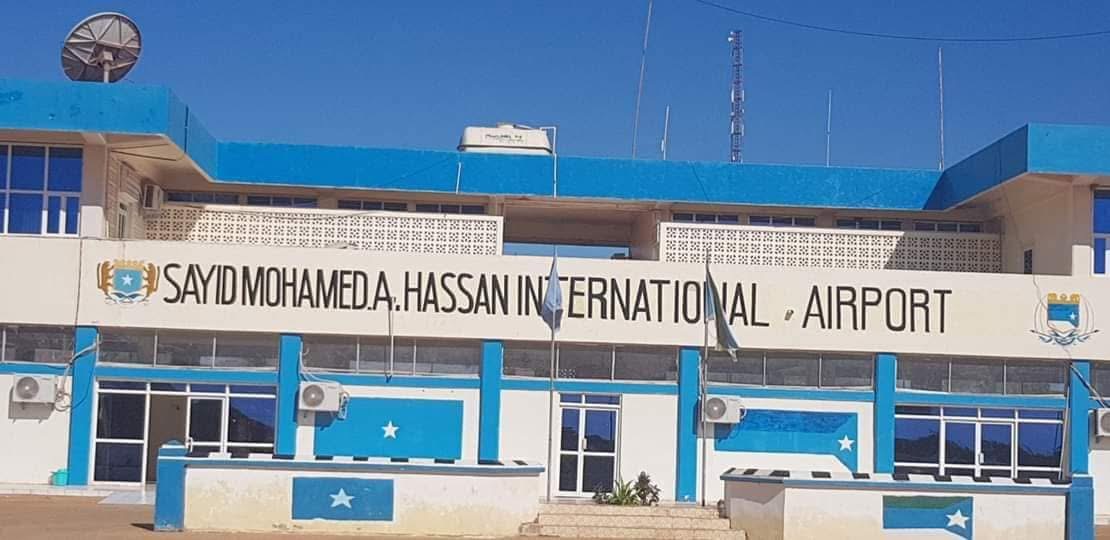 SAYID MOHAMED.A. HASSAN INTERNATIONAL AIRPORT